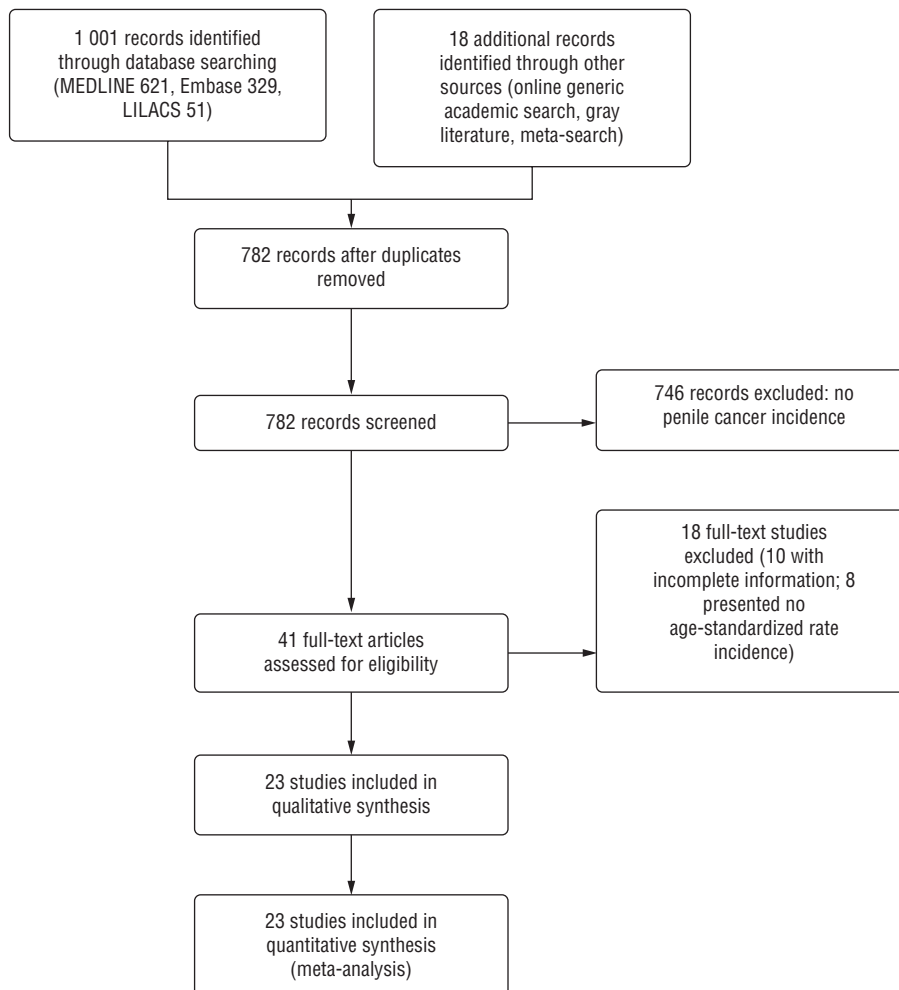 1 001 records identified
through database searching
(MEDLINE 621, Embase 329,
LILACS 51)
18 additional records
identified through other
sources (online generic
academic search, gray
literature, meta-search)
782 records after duplicates
removed
782 records screened
746 records excluded: no
penile cancer incidence
18 full-text studies
excluded (10 with
incomplete information; 8
presented no
age-standardized rate
incidence)
41 full-text articles
assessed for eligibility
23 studies included in
qualitative synthesis
23 studies included in
quantitative synthesis
(meta-analysis)